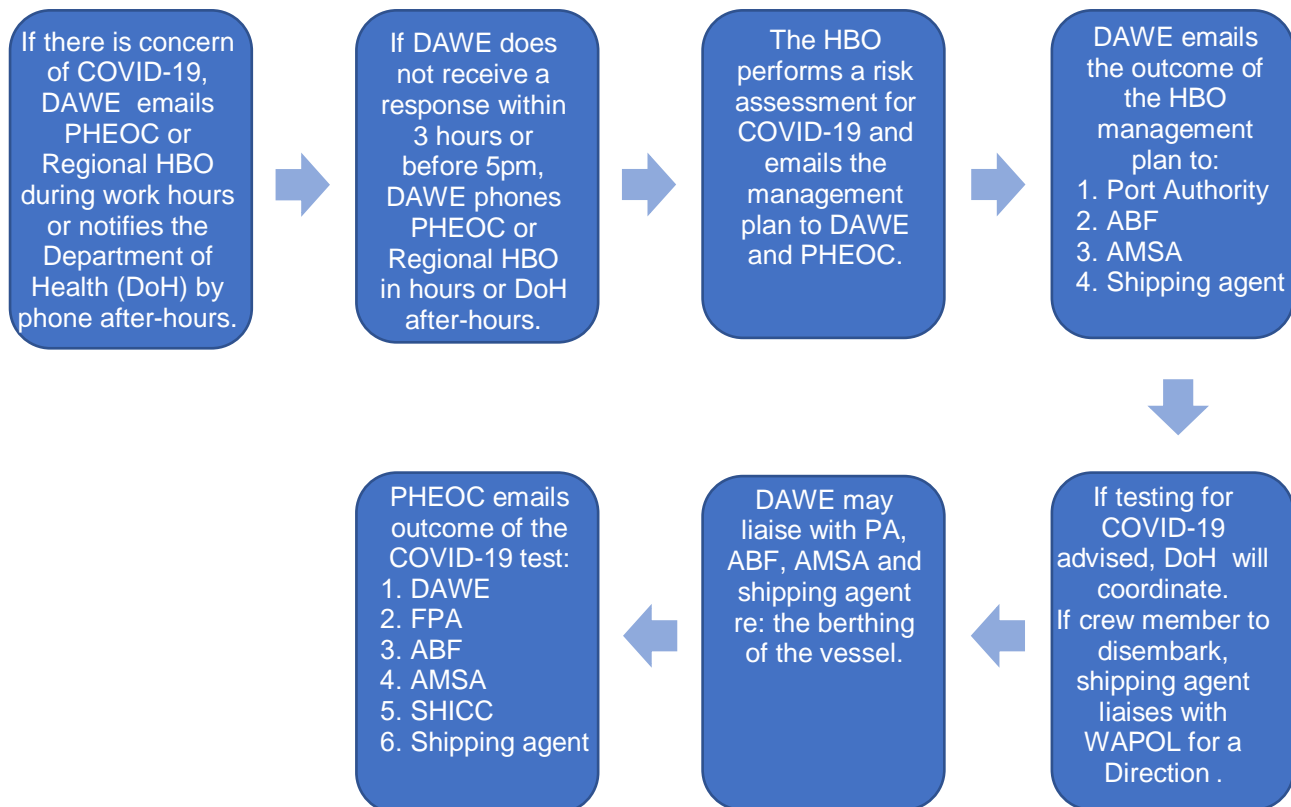 If there is concern
of COVID-19,
DAWE  emails
PHEOC or
Regional HBO
during work hours
or notifies the
Department of
Health (DoH) by
phone after-hours.
If DAWE does
not receive a
response within
3 hours or
before 5pm,
DAWE phones
PHEOC or
Regional HBO
in hours or DoH
after-hours.
The HBO
performs a risk
assessment for
COVID-19 and
emails the
management
plan to DAWE
and PHEOC.
DAWE emails
the outcome of
the HBO
management
plan to:
1. Port Authority
2. ABF
3. AMSA
4. Shipping agent
If testing for
COVID-19
advised, DoH  will
coordinate.
If crew member to
disembark,
shipping agent
liaises with
WAPOL for a
Direction .
DAWE may
liaise with PA,
ABF, AMSA and
shipping agent
re: the berthing
of the vessel.
PHEOC emails
outcome of the
COVID-19 test:
1. DAWE
2. FPA
3. ABF
4. AMSA
5. SHICC
6. Shipping agent